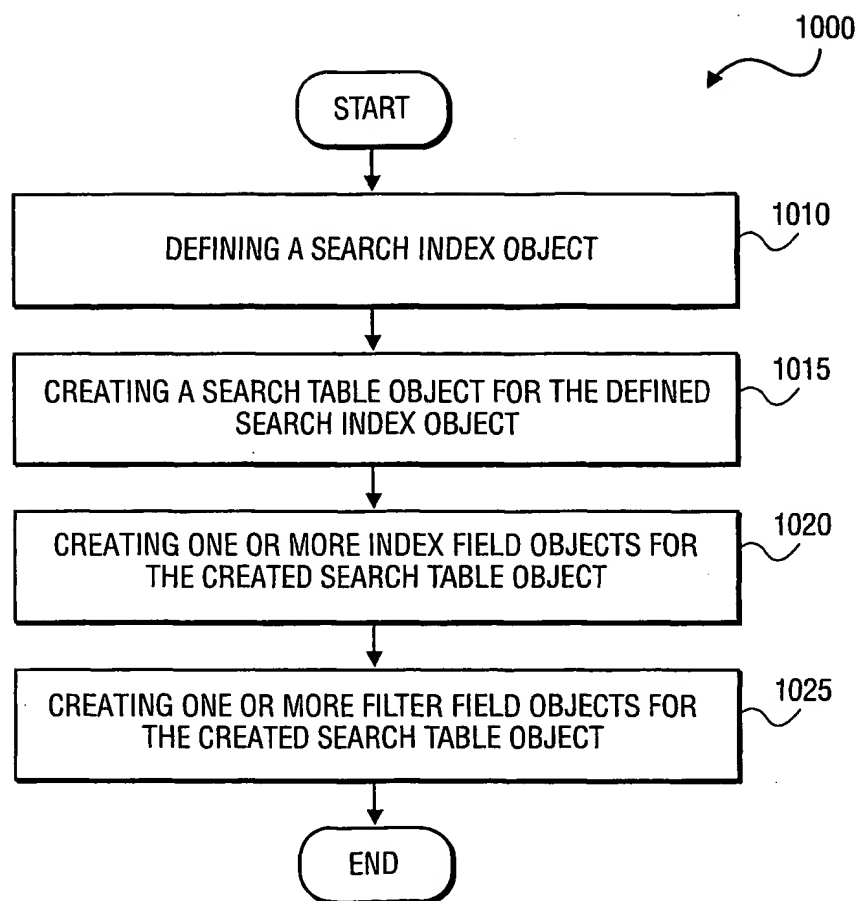 1000
START
DEFINING A SEARCH INDEX OBJECT
1010
CREATING A SEARCH TABLE OBJECT FOR THE DEFINED
SEARCH INDEX OBJECT
1015
CREATING ONE OR MORE INDEX FIELD OBJECTS FOR
THE CREATED SEARCH TABLE OBJECT
1020
CREATING ONE OR MORE FILTER FIELD OBJECTS FOR
THE CREATED SEARCH TABLE OBJECT
1025
END